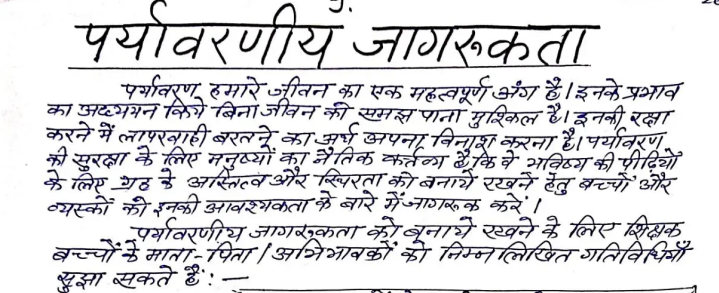 पर्यावरणीय जागरूकता
पर्यावरण हमारे जीवन का एक महत्वपूर्ण अंग है। इनके प्रभाव
का अध्ययन किये बिना जीवन को समझ पाना मुश्किल है। इनकी रक्षा
करने में लापरवाही बरतने का अर्थ अपना विनाश करना है। पर्यावरण
की सुरक्षा के लिए मनुष्यों का नैतिक कर्तव्य है कि वे भविष्य की पीढ़ियों
के लिए ग्रह के अस्तित्व और स्थिरता को बनाये रखने हेतु बच्चों और
व्यस्कों को इनकी आवश्यकता के बारे में जागरूक करें।
पर्यावरणीय जागरूकता को बनाये रखने के लिए शिक्षक
बच्चों के माता-पिता / अभिभावकों को निम्नलिखित गतिविधियाँ
सुझा सकते हैं : —